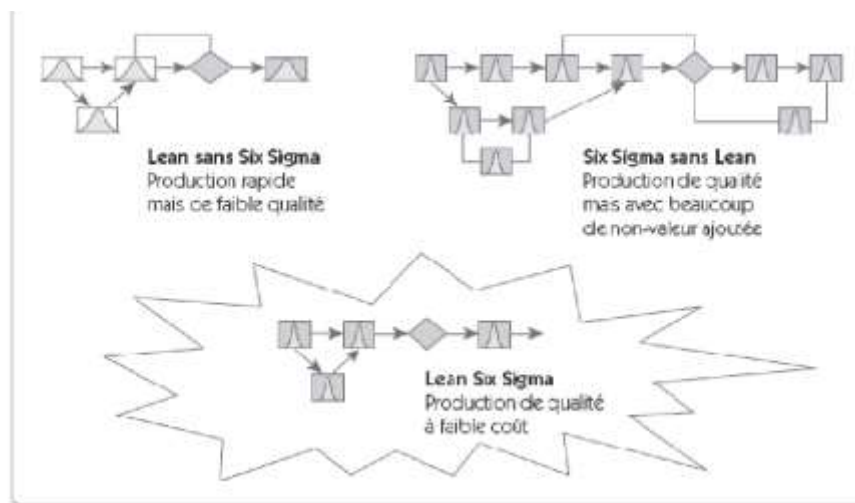 Lean sans Six Sigma
Production rapide
mais de faible qualité
Six Sigma sans Lean
Production de qualité
mais avec beaucoup
de non-valeur ajoutée
Lean Six Sigma
Production de qualité
à faible coût